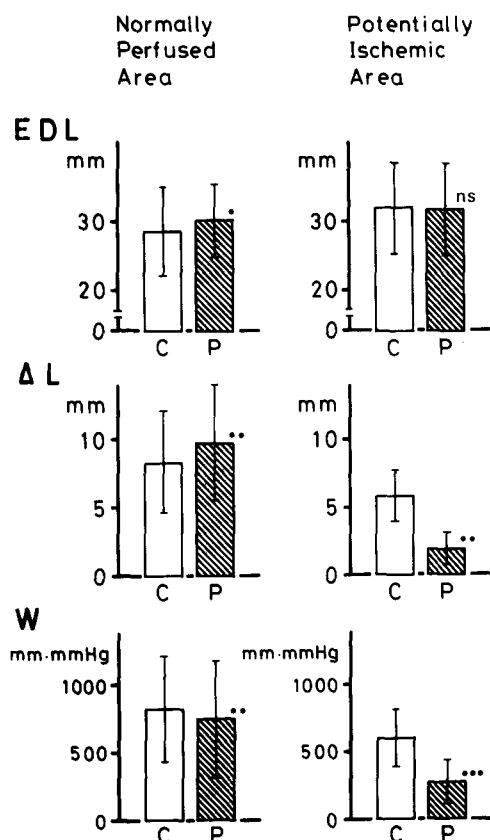 Normally Perfused Area
Potentially Ischemic Area
EDL
mm
30
20
0
C P
•
mm
30
20
0
C P
ns
ΔL
mm
10
5
0
C P
••
mm
10
5
0
C P
••
W
mm·mmHg
1000
500
0
C P
••
mm·mmHg
1000
500
0
C P
•••